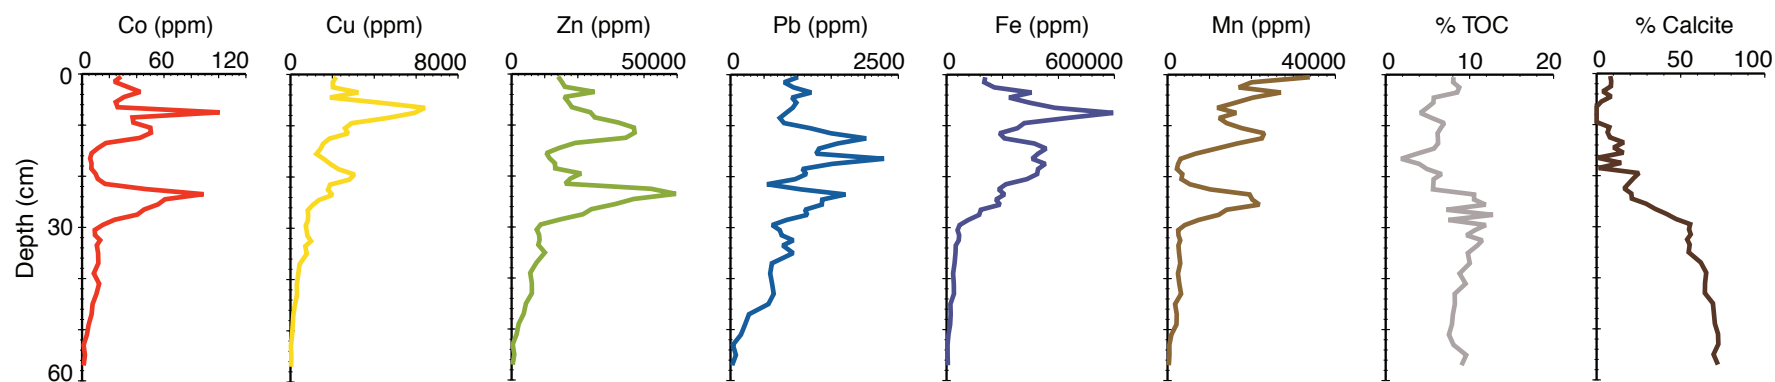 Co (ppm) Cu (ppm) Zn (ppm) Pb (ppm) Fe (ppm) Mn (ppm) % TOC % Calcite
0 60 120 0 8000 0 50000 0 2500 0 600000 0 40000 0 10 20 0 50 100
0
30
60
Depth (cm)